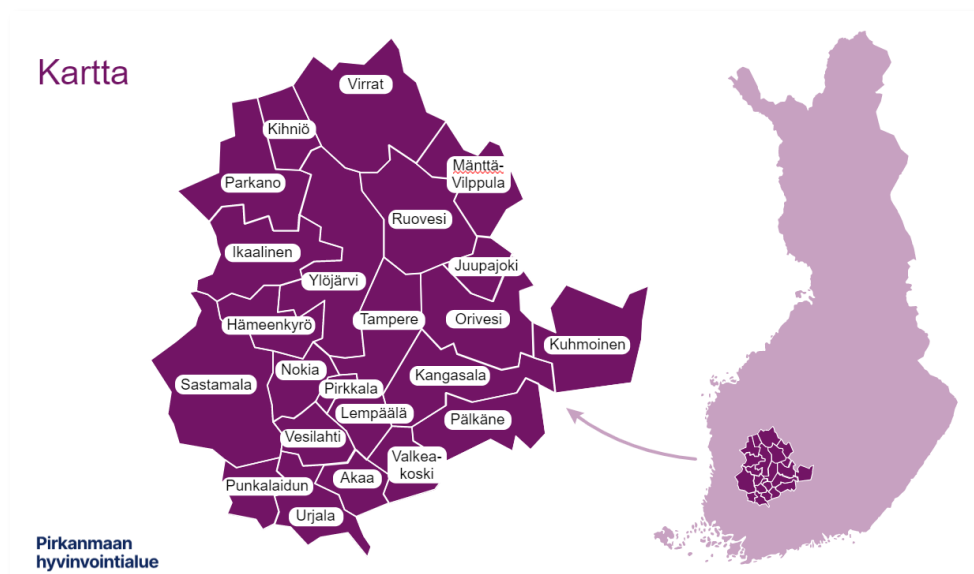 Kartta
Virrat
Kihniö
Mänttä-
Vilppula
Parkano
Ruovesi
Ikaalinen
Juupajoki
Ylöjärvi
Hämeenkyrö
Tampere
Orivesi
Kuhmoinen
Nokia
Kangasala
Sastamala
Pirkkala
Lempäälä
Pälkäne
Vesilahti
Valkea-
koski
Akaa
Punkalaidun
Urjala
Pirkanmaan
hyvinvointialue